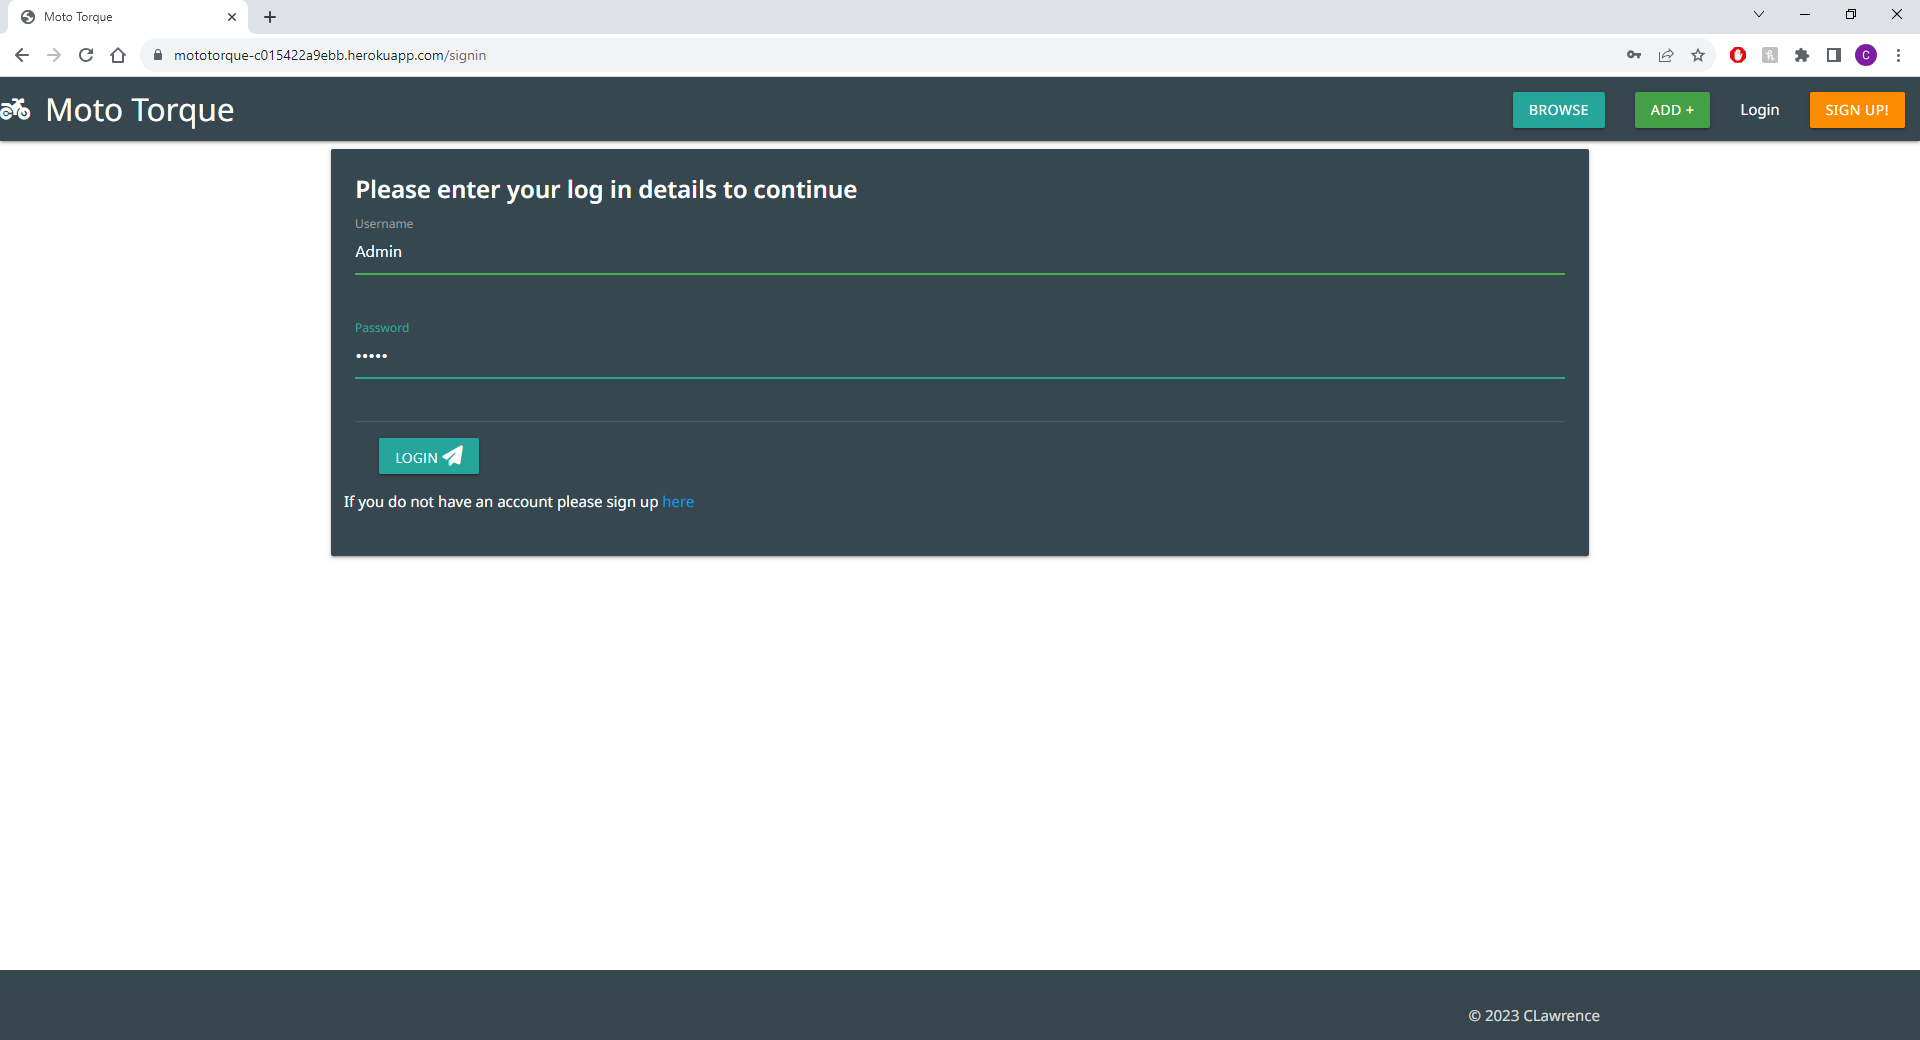 Moto Torque
mototorque-c015422a9ebb.herokuapp.com/signin
C
Moto Torque
BROWSE
ADD +
Login
SIGN UP!
Please enter your log in details to continue
Username
Admin
Password
•••••
LOGIN
If you do not have an account please sign up here
© 2023 CLawrence